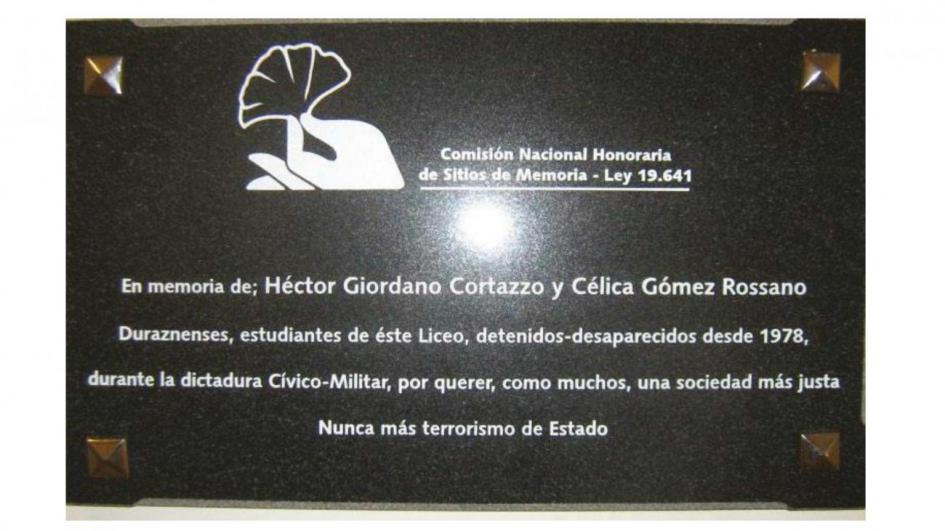 Comisión Nacional Honoraria
de Sitios de Memoria - Ley 19.641
En memoria de; Héctor Giordano Cortazzo y Célica Gómez Rossano
Duraznenses, estudiantes de éste Liceo, detenidos-desaparecidos desde 1978,
durante la dictadura Cívico-Militar, por querer, como muchos, una sociedad más justa
Nunca más terrorismo de Estado